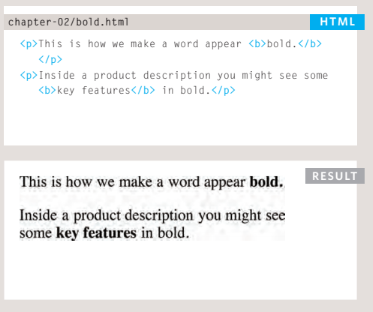 chapter-02/bold.html HTML
<p>This is how we make a word appear <b>bold.</b>
</p>
<p>Inside a product description you might see some
<b>key features</b> in bold.</p>
RESULT
This is how we make a word appear bold.
Inside a product description you might see
some key features in bold.